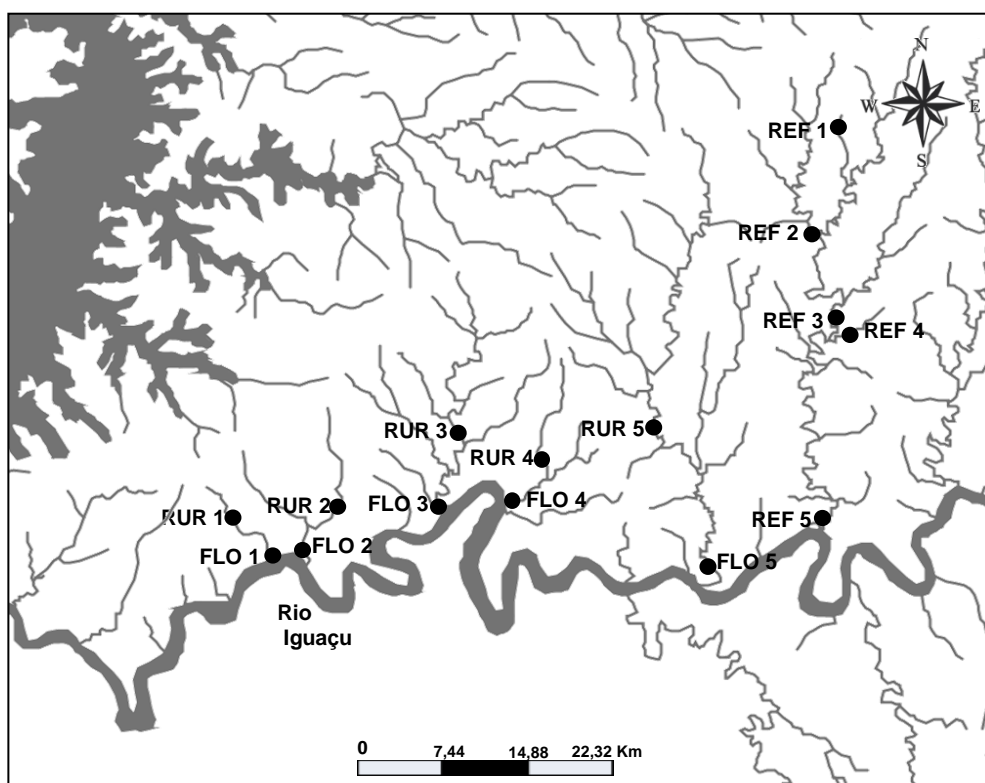 N
W E
S
REF 1
REF 2
REF 3
REF 4
RUR 3
RUR 5
RUR 4
RUR 2
FLO 3
FLO 4
RUR 1
REF 5
FLO 1
FLO 2
FLO 5
Rio
Iguaçu
0 7,44 14,88 22,32 Km